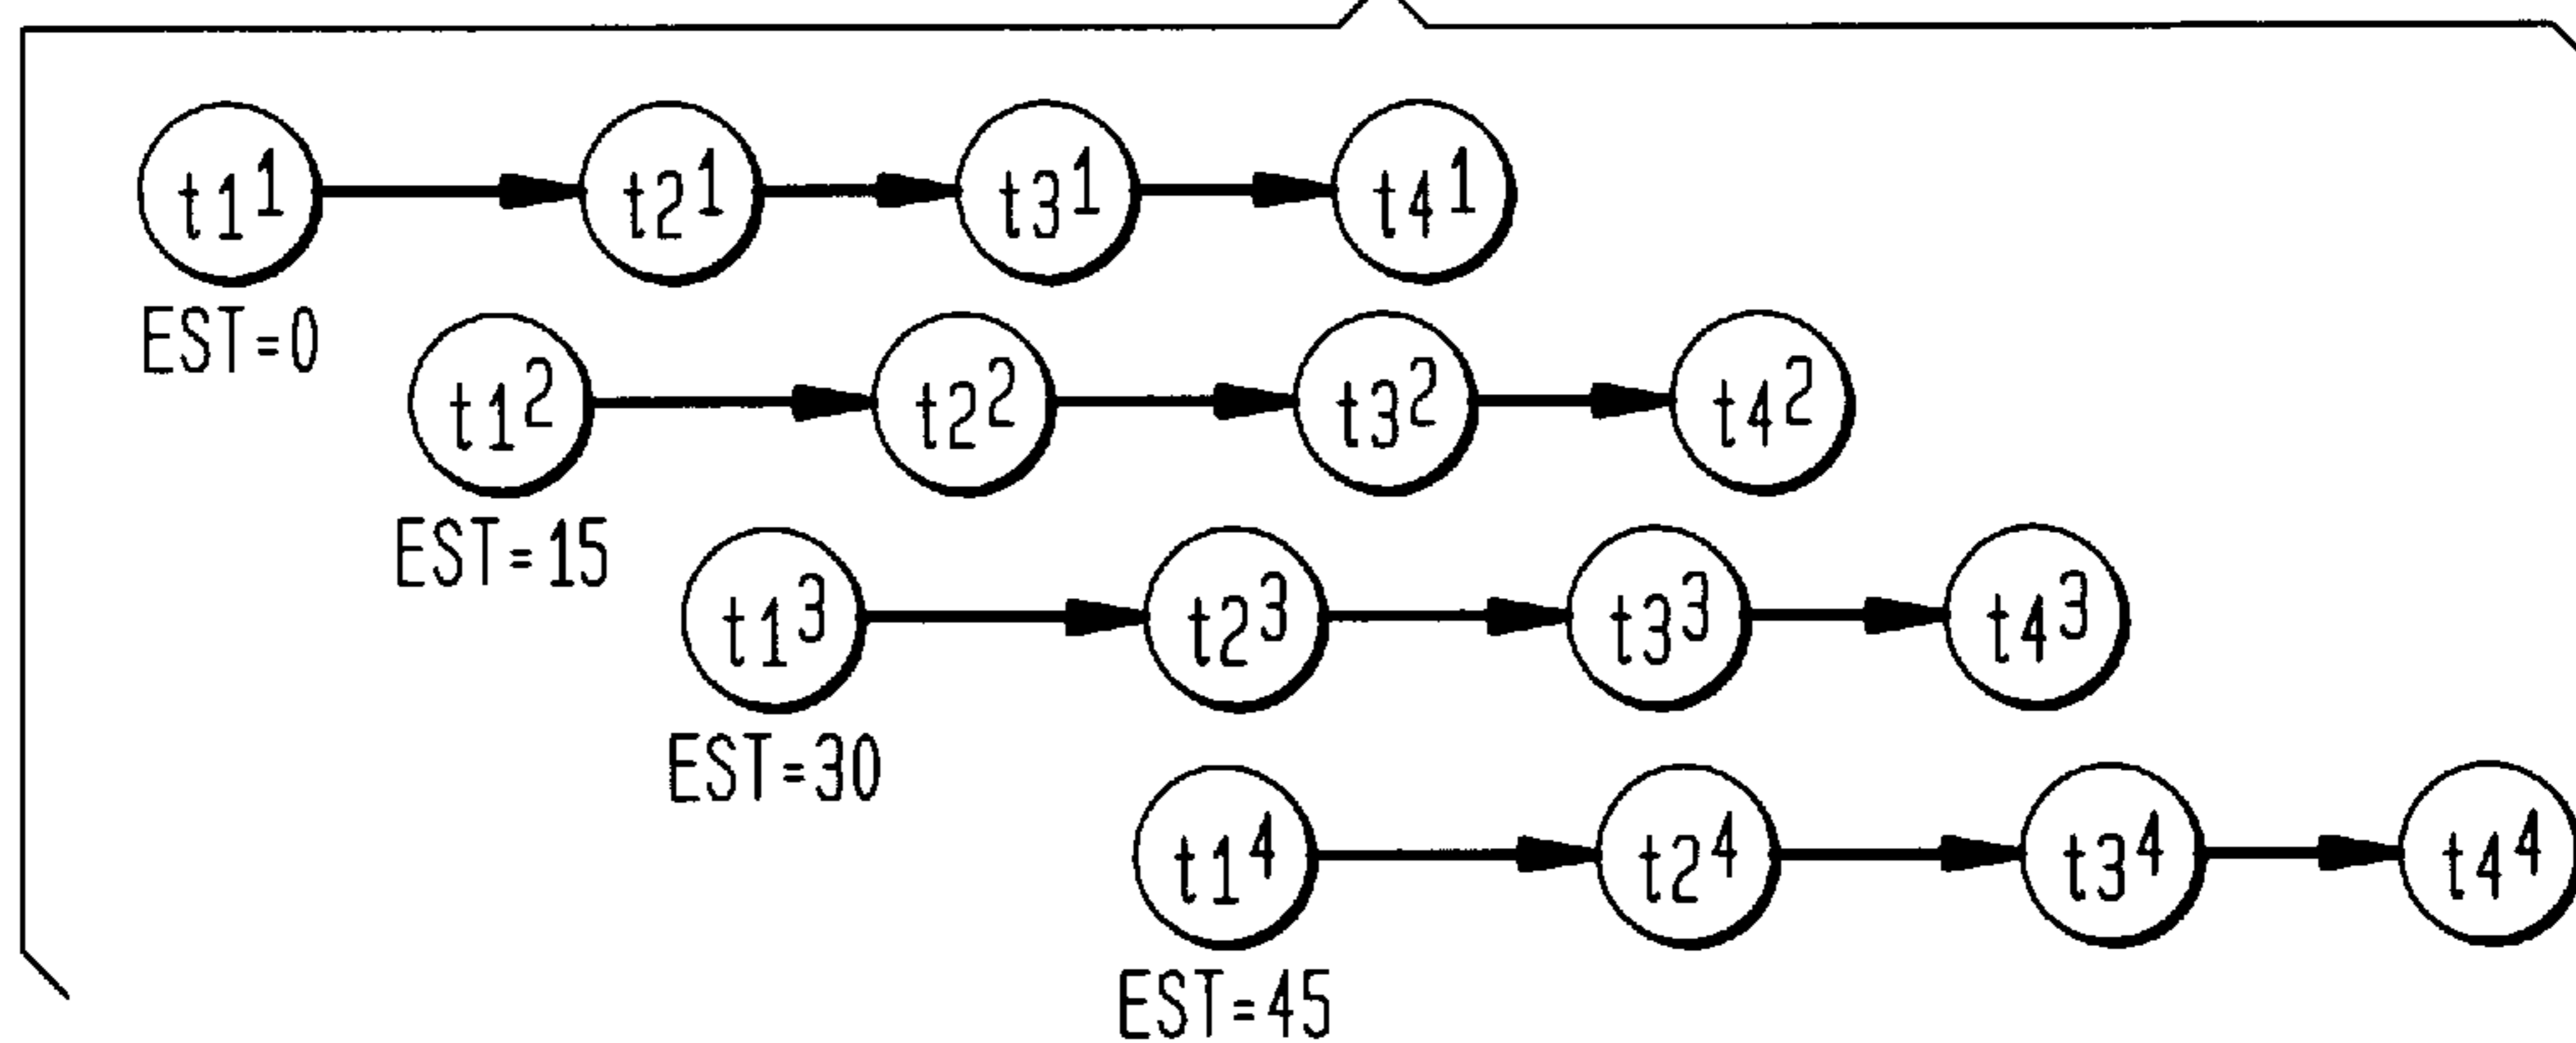 t1¹ t2¹ t3¹ t4¹
EST=0
t1² t2² t3² t4²
EST=15
t1³ t2³ t3³ t4³
EST=30
t1⁴ t2⁴ t3⁴ t4⁴
EST=45